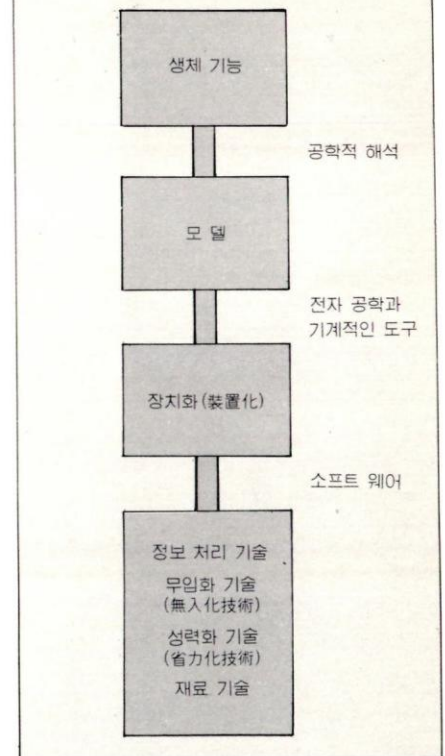 생체 기능
공학적 해석
모 델
전자 공학과
기계적인 도구
장치화(裝置化)
소프트 웨어
정보 처리 기술
무입화 기술
(無入化技術)
성력화 기술
(省力化技術)
재료 기술